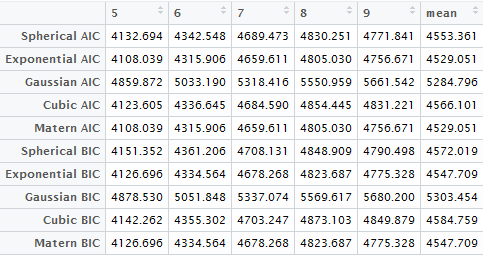 5 6 7 8 9 mean
Spherical AIC 4132.694 4342.548 4689.473 4830.251 4771.841 4553.361
Exponential AIC 4108.039 4315.906 4659.611 4805.030 4756.671 4529.051
Gaussian AIC 4859.872 5033.190 5318.416 5550.959 5661.542 5284.796
Cubic AIC 4123.605 4336.645 4684.590 4854.445 4831.221 4566.101
Matern AIC 4108.039 4315.906 4659.611 4805.030 4756.671 4529.051
Spherical BIC 4151.352 4361.206 4708.131 4848.909 4790.498 4572.019
Exponential BIC 4126.696 4334.564 4678.268 4823.687 4775.328 4547.709
Gaussian BIC 4878.530 5051.848 5337.074 5569.617 5680.200 5303.454
Cubic BIC 4142.262 4355.302 4703.247 4873.103 4849.879 4584.759
Matern BIC 4126.696 4334.564 4678.268 4823.687 4775.328 4547.709